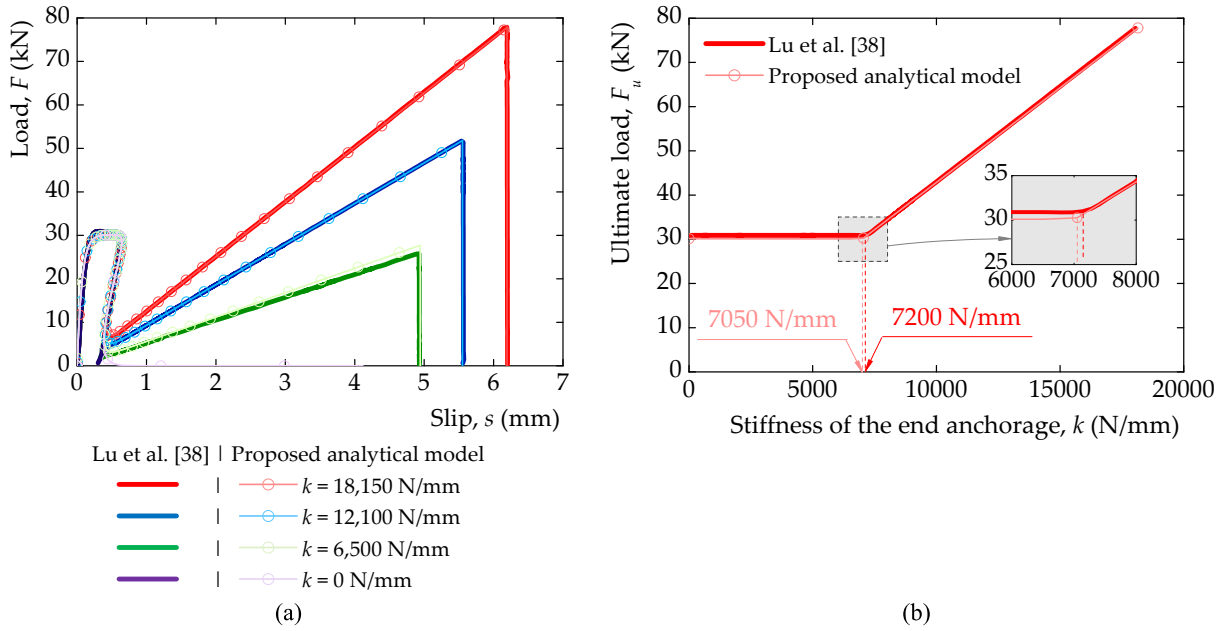 80
70
60
50
40
30
20
10
0
Load, F (kN)
0 1 2 3 4 5 6 7
Slip, s (mm)
Lu et al. [38] | Proposed analytical model
| k = 18,150 N/mm
| k = 12,100 N/mm
| k = 6,500 N/mm
| k = 0 N/mm
(a)
80
70
60
50
40
30
20
10
0
Ultimate load, Fu (kN)
Lu et al. [38]
Proposed analytical model
35
30
25
6000 7000 8000
7050 N/mm
7200 N/mm
0 5000 10000 15000 20000
Stiffness of the end anchorage, k (N/mm)
(b)